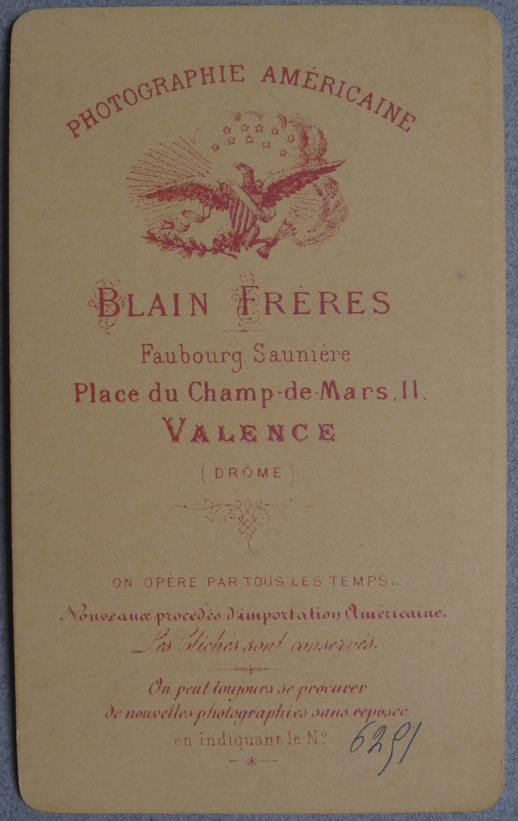 PHOTOGRAPHIE AMÉRICAINE
BLAIN FRÈRES
Faubourg Saunière
Place du Champ-de-Mars, 11.
VALENCE
(DRÔME)
ON OPÈRE PAR TOUS LES TEMPS.
Nouveaux procédés d'importation Américaine.
Les Clichés sont conservés.
On peut toujours se procurer
de nouvelles photographies sans reposer
en indiquant le No. 6291